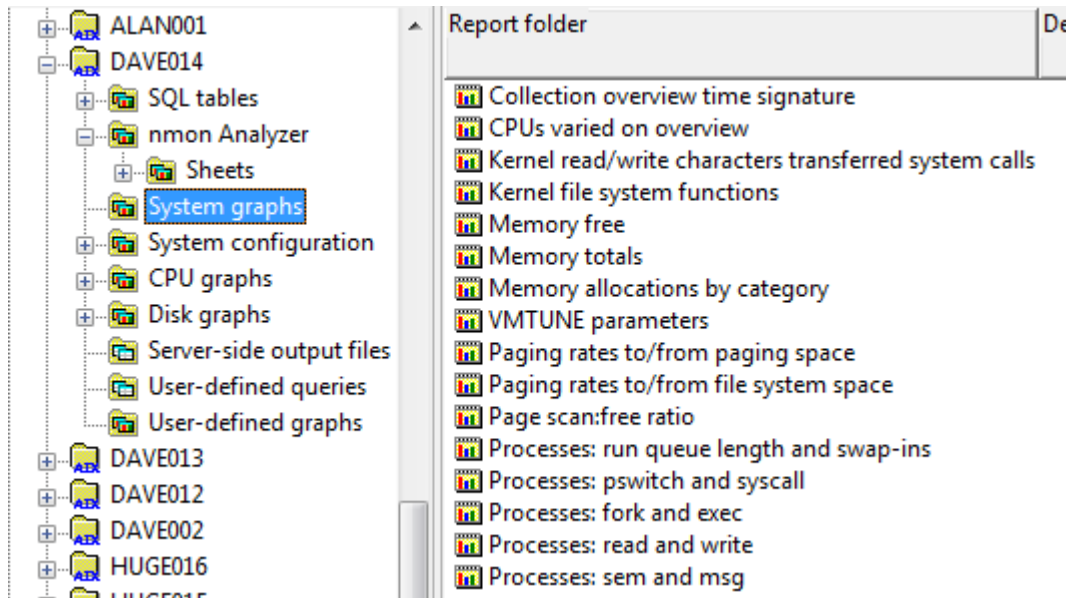 ALAN001
DAVE014
SQL tables
nmon Analyzer
Sheets
System graphs
System configuration
CPU graphs
Disk graphs
Server-side output files
User-defined queries
User-defined graphs
DAVE013
DAVE012
DAVE002
HUGE016
HUGE015
Report folder
De
Collection overview time signature
CPUs varied on overview
Kernel read/write characters transferred system calls
Kernel file system functions
Memory free
Memory totals
Memory allocations by category
VMTUNE parameters
Paging rates to/from paging space
Paging rates to/from file system space
Page scan:free ratio
Processes: run queue length and swap-ins
Processes: pswitch and syscall
Processes: fork and exec
Processes: read and write
Processes: sem and msg